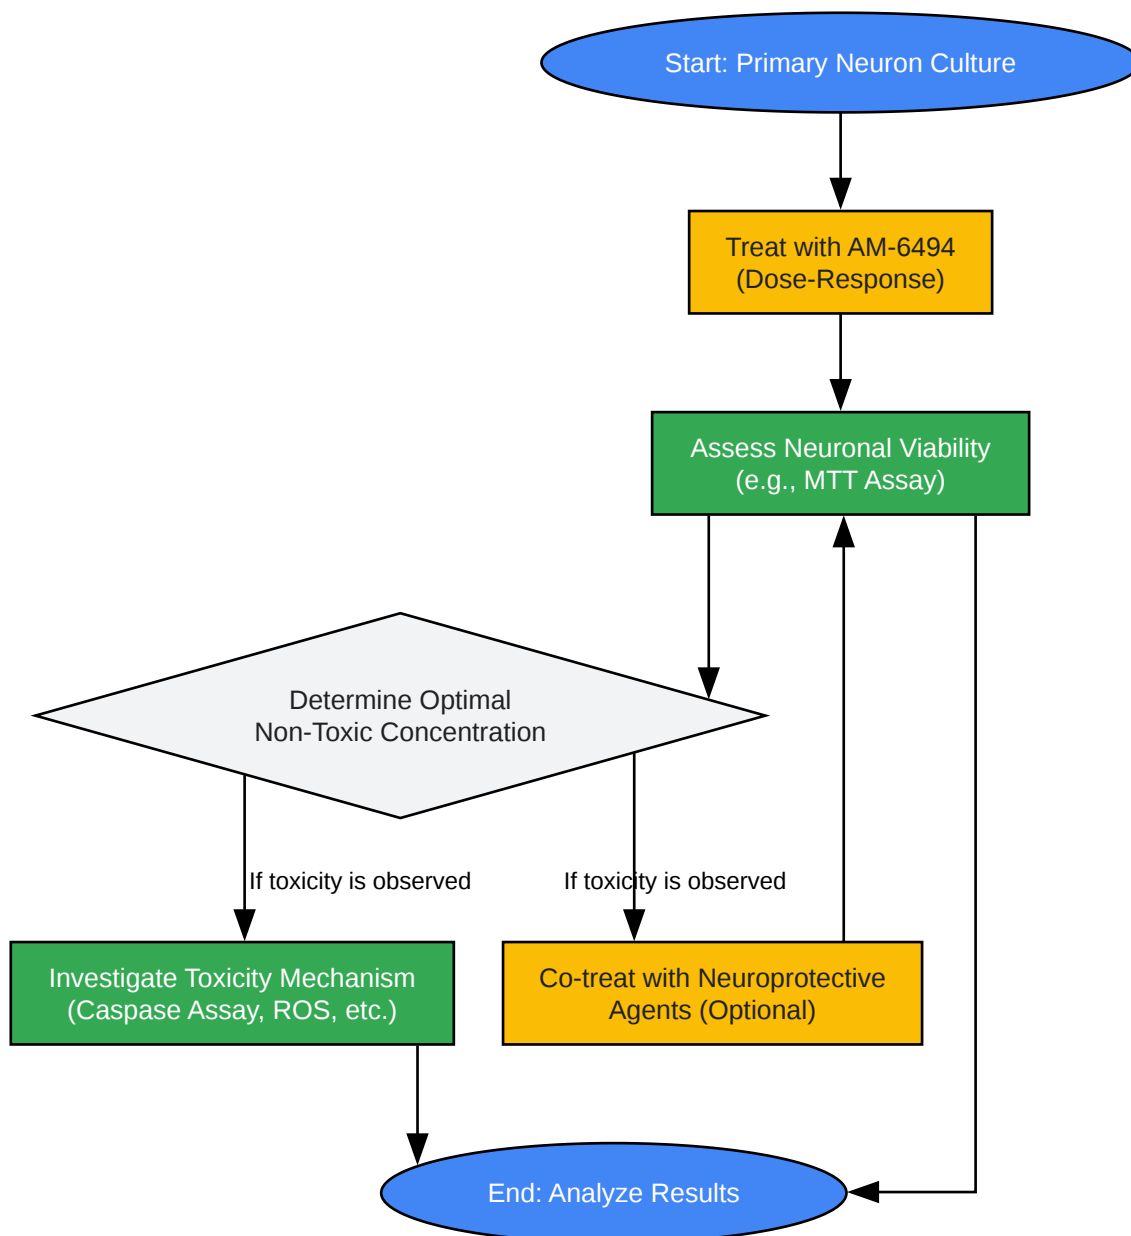 Start: Primary Neuron Culture
Treat with AM-6494
(Dose-Response)
Assess Neuronal Viability
(e.g., MTT Assay)
Determine Optimal
Non-Toxic Concentration
If toxicity is observed
If toxicity is observed
Investigate Toxicity Mechanism
(Caspase Assay, ROS, etc.)
Co-treat with Neuroprotective
Agents (Optional)
End: Analyze Results